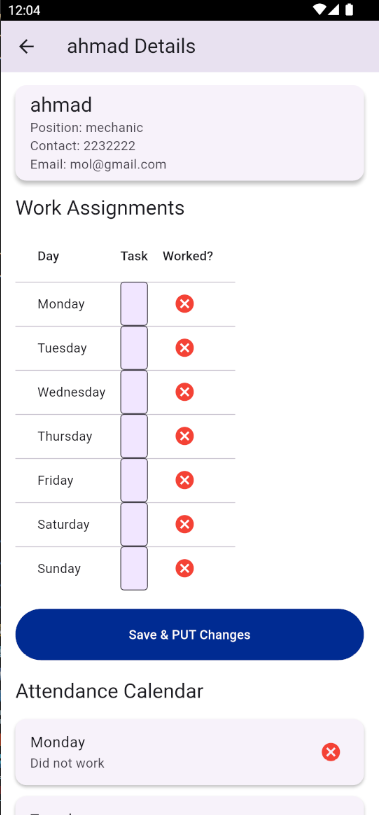 12:04
ahmad Details
ahmad
Position: mechanic
Contact: 2232222
Email: mol@gmail.com
Work Assignments
Day Task Worked?
Monday
Tuesday
Wednesday
Thursday
Friday
Saturday
Sunday
Save & PUT Changes
Attendance Calendar
Monday
Did not work